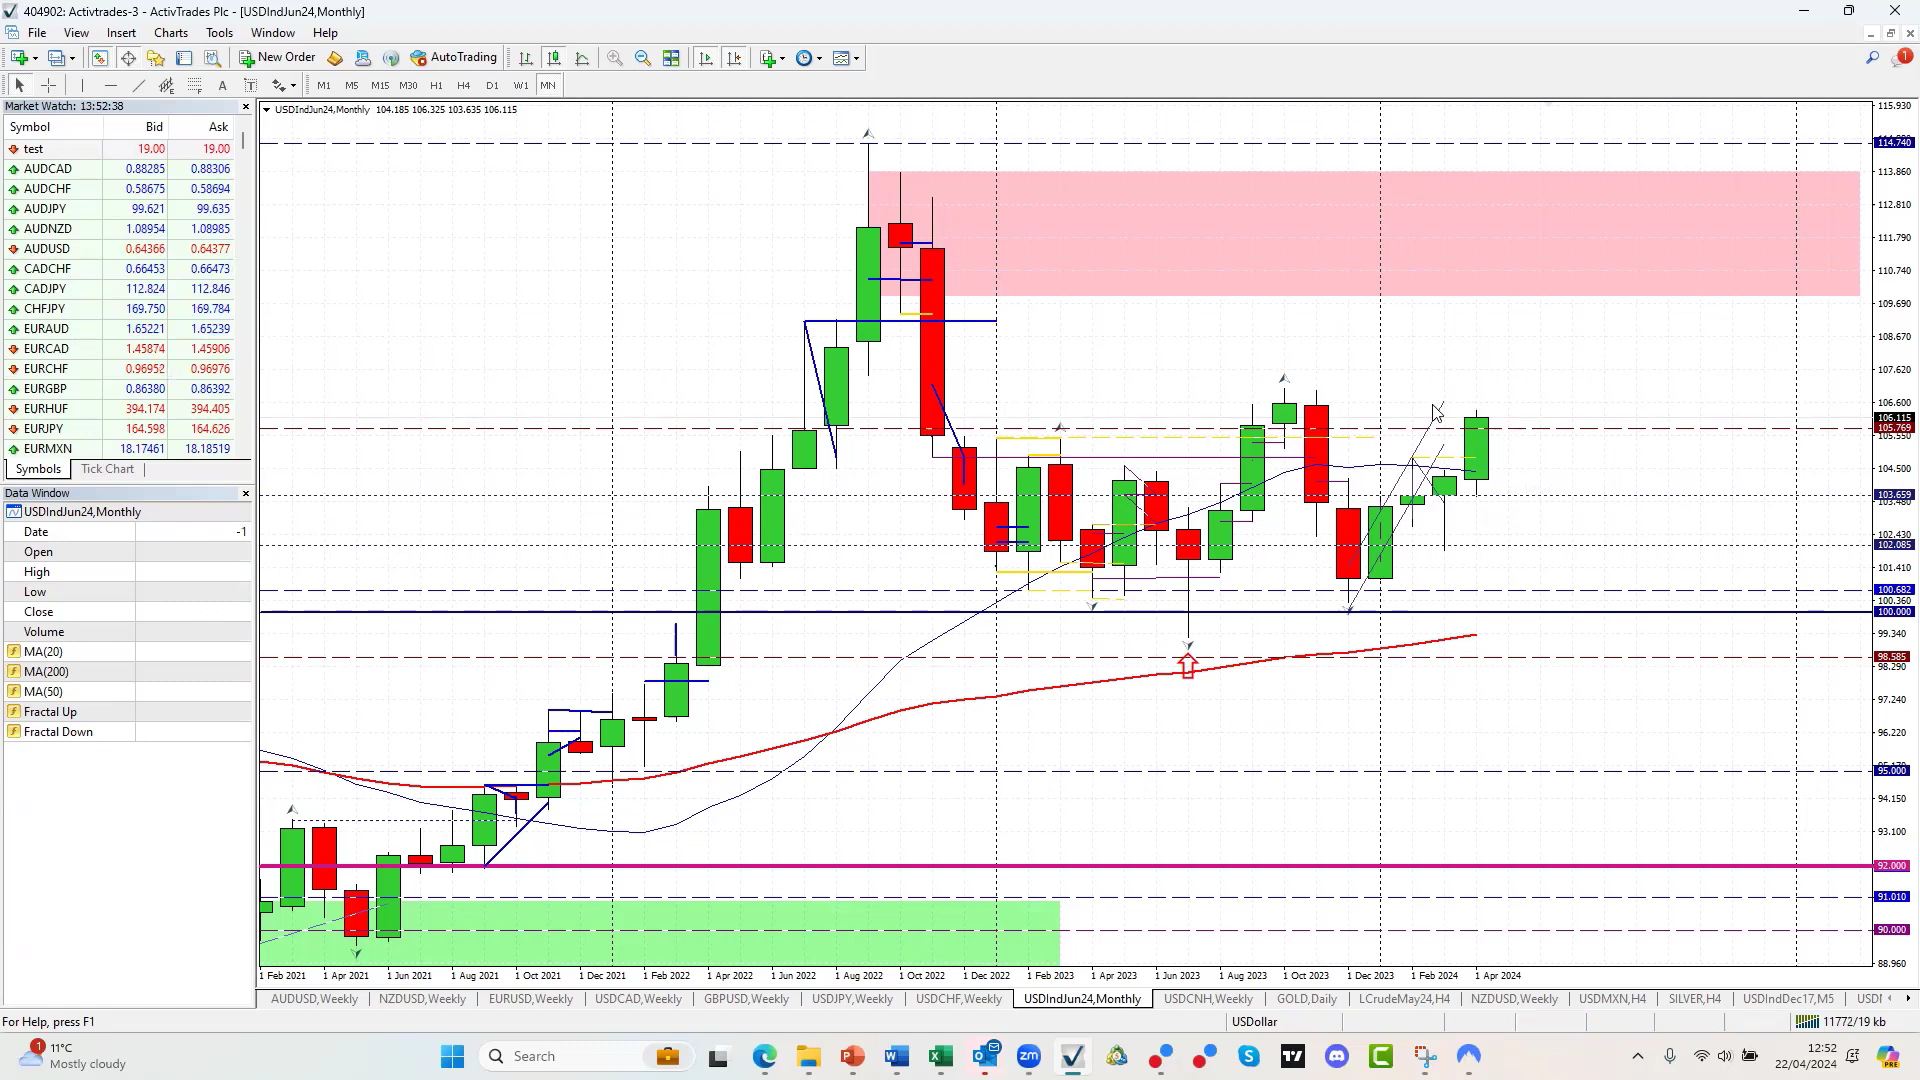 404902: Activtrades-3 - ActivTrades Plc - [USDIndJun24,Monthly]
File View Insert Charts Tools Window Help
New Order AutoTrading
A T M1 M5 M15 M30 H1 H4 D1 W1 MN
Market Watch: 13:52:38
Symbol Bid Ask
test 19.00 19.00
AUDCAD 0.88285 0.88306
AUDCHF 0.58675 0.58694
AUDJPY 99.621 99.635
AUDNZD 1.08954 1.08985
AUDUSD 0.64366 0.64377
CADCHF 0.66453 0.66473
CADJPY 112.824 112.846
CHFJPY 169.750 169.784
EURAUD 1.65221 1.65239
EURCAD 1.45874 1.45906
EURCHF 0.96952 0.96976
EURGBP 0.86380 0.86392
EURHUF 394.174 394.405
EURJPY 164.598 164.626
EURMXN 18.17461 18.18519
Symbols Tick Chart
Data Window
USDIndJun24,Monthly
Date -1
Open
High
Low
Close
Volume
MA(20)
MA(200)
MA(50)
Fractal Up
Fractal Down
USDIndJun24,Monthly 104.185 106.325 103.635 106.115
115.930
114.740
113.860
112.810
111.790
110.740
109.690
108.670
107.620
106.600
106.115
105.769
105.550
104.500
103.659
102.430
102.085
101.410
100.682
100.360
100.000
99.340
98.585
98.290
97.240
96.220
95.000
94.150
93.100
92.000
91.010
90.000
88.960
1 Feb 2021 1 Apr 2021 1 Jun 2021 1 Aug 2021 1 Oct 2021 1 Dec 2021 1 Feb 2022 1 Apr 2022 1 Jun 2022 1 Aug 2022 1 Oct 2022 1 Dec 2022 1 Feb 2023 1 Apr 2023 1 Jun 2023 1 Aug 2023 1 Oct 2023 1 Dec 2023 1 Feb 2024 1 Apr 2024
AUDUSD,Weekly NZDUSD,Weekly EURUSD,Weekly USDCAD,Weekly GBPUSD,Weekly USDJPY,Weekly USDCHF,Weekly USDIndJun24,Monthly USDCNH,Weekly GOLD,Daily LCrudeMay24,H4 NZDUSD,Weekly USDMXN,H4 SILVER,H4 USDIndDec17,M5
For Help, press F1 USDollar 11772/19 kb
1 11°C
Mostly cloudy
Search
12:52
22/04/2024